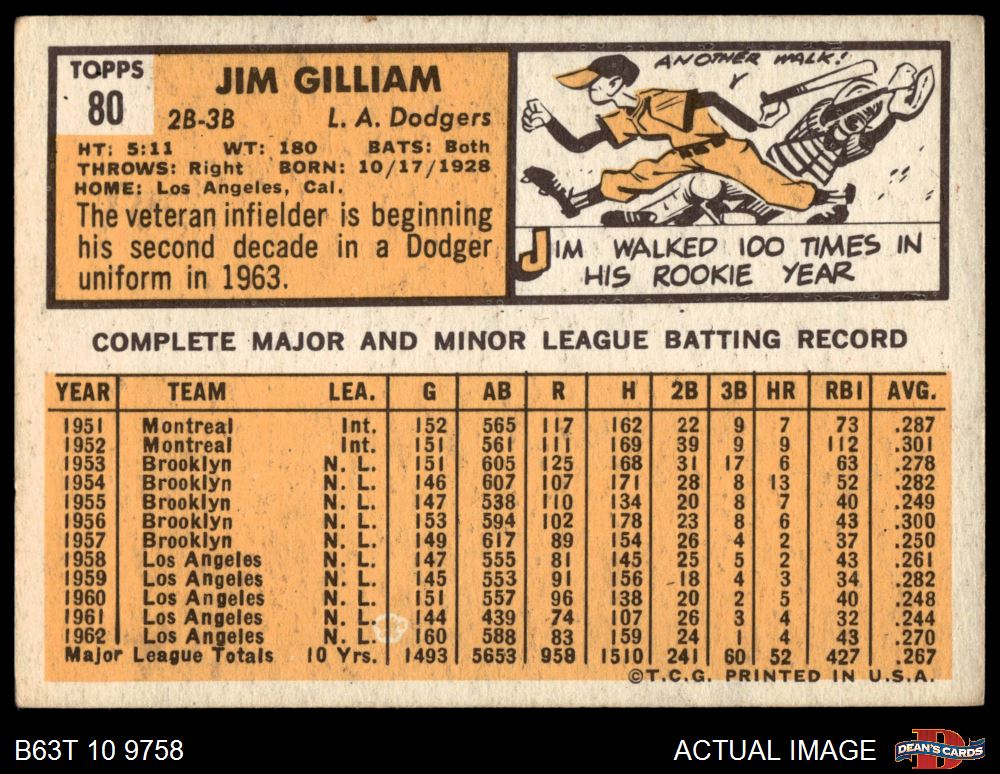 TOPPS
80
JIM GILLIAM
2B-3B L. A. Dodgers
HT: 5:11 WT: 180 BATS: Both
THROWS: Right BORN: 10/17/1928
HOME: Los Angeles, Cal.
The veteran infielder is beginning
his second decade in a Dodger
uniform in 1963.
ANOTHER WALK!
JIM WALKED 100 TIMES IN
HIS ROOKIE YEAR
COMPLETE MAJOR AND MINOR LEAGUE BATTING RECORD
YEAR TEAM LEA. G AB R H 2B 3B HR RBI AVG.
1951 Montreal Int. 152 565 117 162 22 9 7 73 .287
1952 Montreal Int. 151 561 111 169 39 9 9 112 .301
1953 Brooklyn N. L. 151 605 125 168 31 17 6 63 .278
1954 Brooklyn N. L. 146 607 107 171 28 8 13 52 .282
1955 Brooklyn N. L. 147 538 110 134 20 8 7 40 .249
1956 Brooklyn N. L. 153 594 102 178 23 8 6 43 .300
1957 Brooklyn N. L. 149 617 89 154 26 4 2 37 .250
1958 Los Angeles N. L. 147 555 81 145 25 5 2 43 .261
1959 Los Angeles N. L. 145 553 91 156 18 4 3 34 .282
1960 Los Angeles N. L. 151 557 96 138 20 2 5 40 .248
1961 Los Angeles N. L. 144 439 74 107 26 3 4 32 .244
1962 Los Angeles N. L. 160 588 83 159 24 1 4 43 .270
Major League Totals 10 Yrs. 1493 5653 958 1510 241 60 52 427 .267
©T.C.G. PRINTED IN U.S.A.
B63T 10 9758 ACTUAL IMAGE
D
DEAN'S CARDS